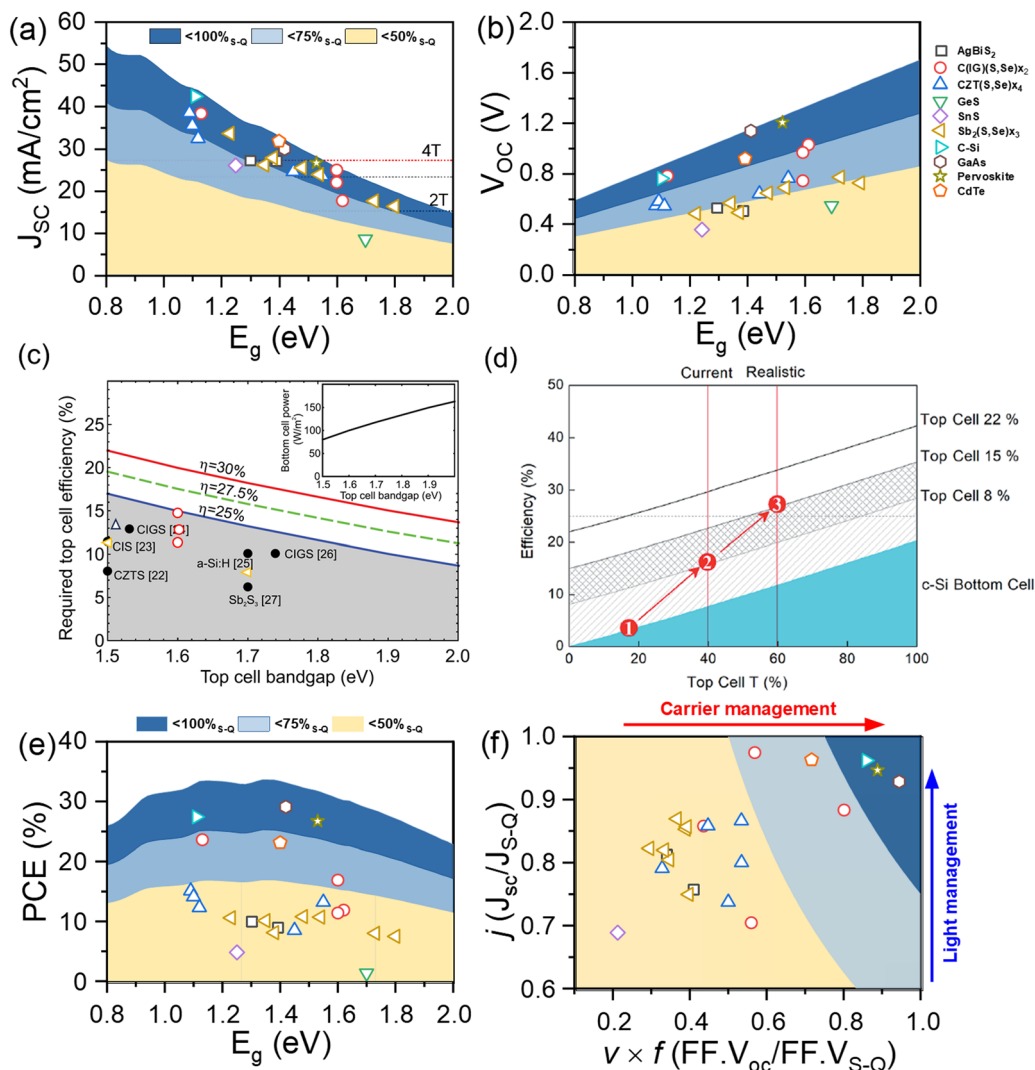 (a)
<100%S-Q <75%S-Q <50%S-Q
60
50
40
30
20
10
0
JSC (mA/cm2)
4T
2T
0.8 1.0 1.2 1.4 1.6 1.8 2.0
Eg (eV)
(b)
2.0
1.6
1.2
0.8
0.4
0.0
VOC (V)
0.8 1.0 1.2 1.4 1.6 1.8 2.0
Eg (eV)
AgBiS2
C(IG)(S,Se)x2
CZT(S,Se)x4
GeS
SnS
Sb2(S,Se)x3
C-Si
GaAs
Pervoskite
CdTe
(c)
Required top cell efficiency (%)
25
20
15
10
5
0
η=30%
η=27.5%
η=25%
CIGS [
CIS [23]
CZTS [22]
a-Si:H [25]
CIGS [26]
Sb2S3 [27]
1.5 1.6 1.7 1.8 1.9 2.0
Top cell bandgap (eV)
Bottom cell power
(W/m2)
150
100
50
0
1.5 1.6 1.7 1.8 1.9
Top cell bandgap (eV)
(d)
Current Realistic
50
40
30
20
10
0
Efficiency (%)
Top Cell 22 %
Top Cell 15 %
Top Cell 8 %
c-Si Bottom Cell
1
2
3
0 20 40 60 80 100
Top Cell T (%)
<100%S-Q <75%S-Q <50%S-Q
(e)
40
30
20
10
0
PCE (%)
0.8 1.0 1.2 1.4 1.6 1.8 2.0
Eg (eV)
Carrier management
(f)
1.0
0.9
0.8
0.7
0.6
j (Jsc/JS-Q)
Light management
0.2 0.4 0.6 0.8 1.0
v × f (FF.Voc/FF.VS-Q)